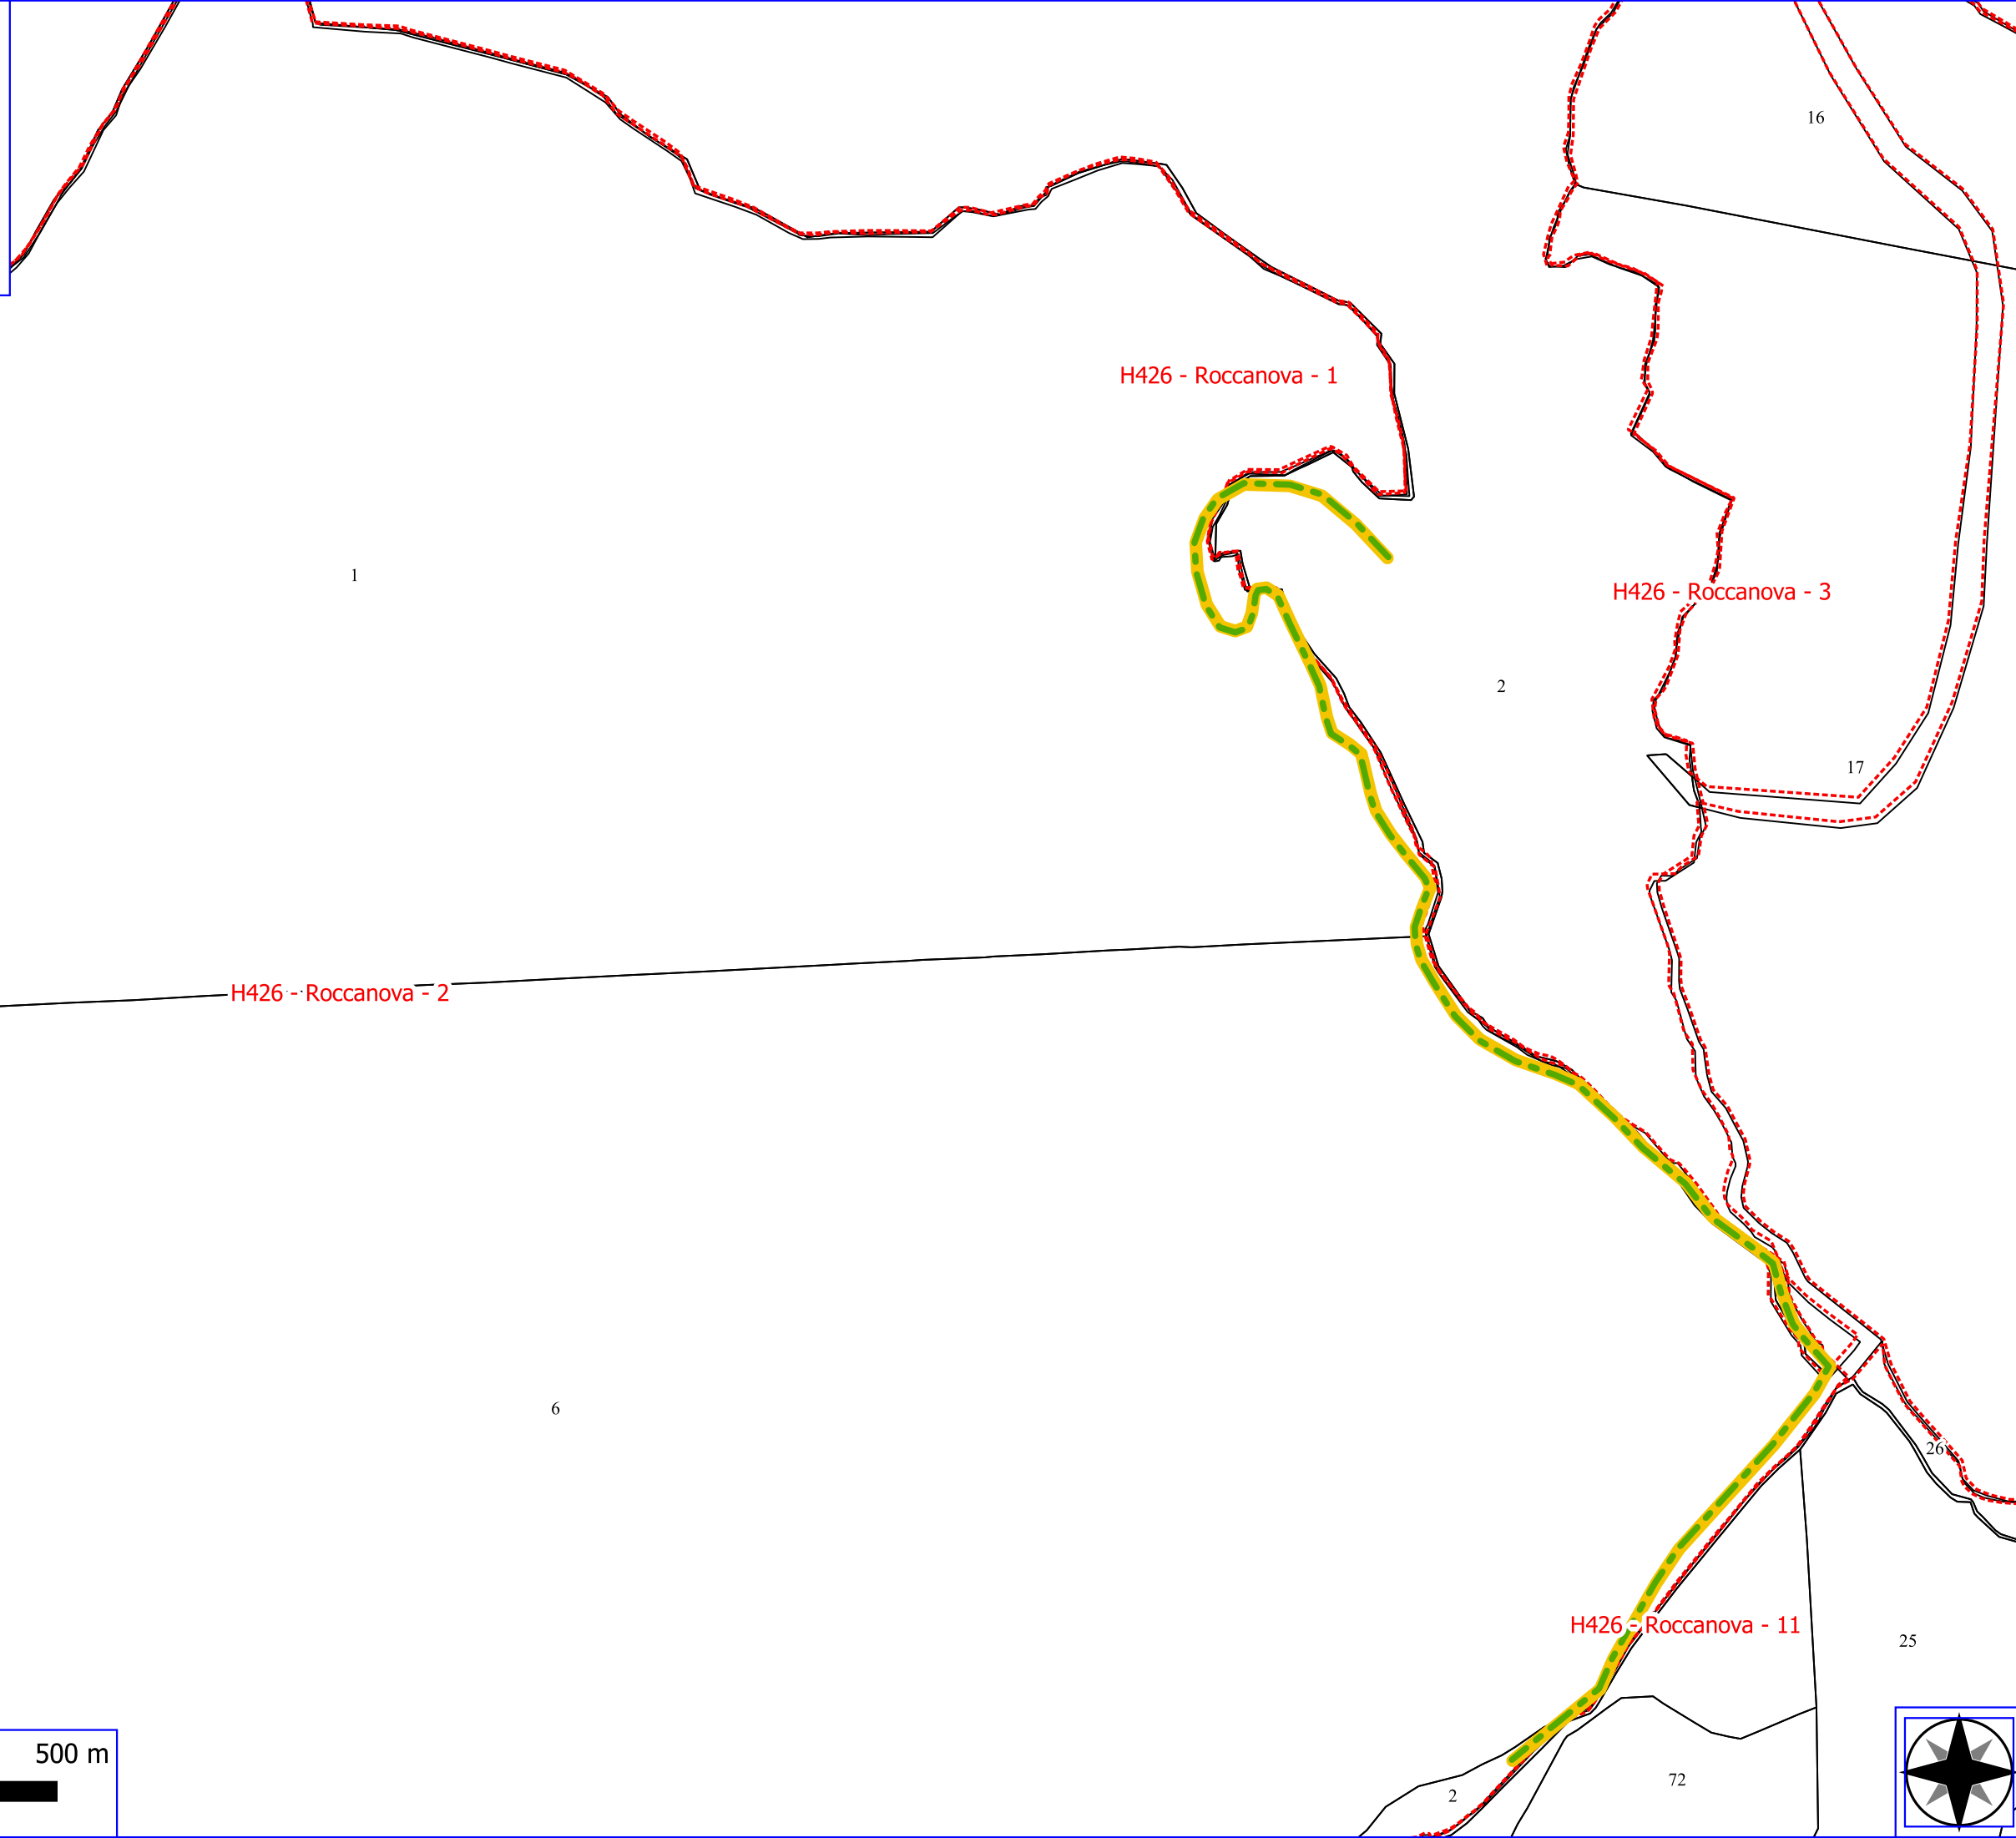 16
H426 - Roccanova - 1
1
H426 - Roccanova - 3
2
17
H426 - Roccanova - 2
6
26
H426 - Roccanova - 11
25
500 m
72
2